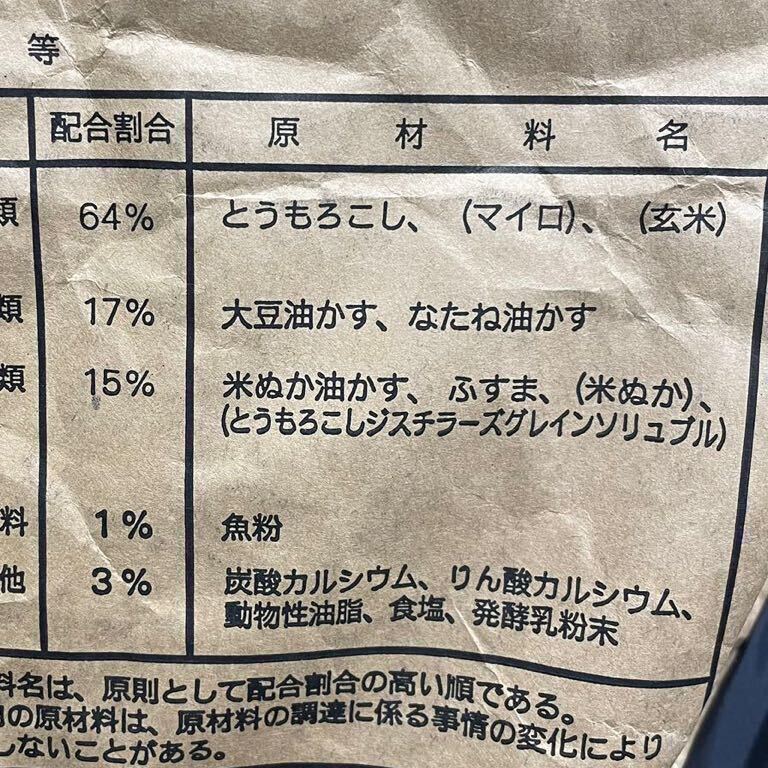 等
配合割合 原材料名
類 64% とうもろこし、(マイロ)、(玄米)
類 17% 大豆油かす、なたね油かす
類 15% 米ぬか油かす、ふすま、(米ぬか)、
(とうもろこしジスチラーズグレインソリュブル)
料 1% 魚粉
他 3% 炭酸カルシウム、りん酸カルシウム、
動物性油脂、食塩、発酵乳粉末
料名は、原則として配合割合の高い順である。
の原材料は、原材料の調達に係る事情の変化により
しないことがある。